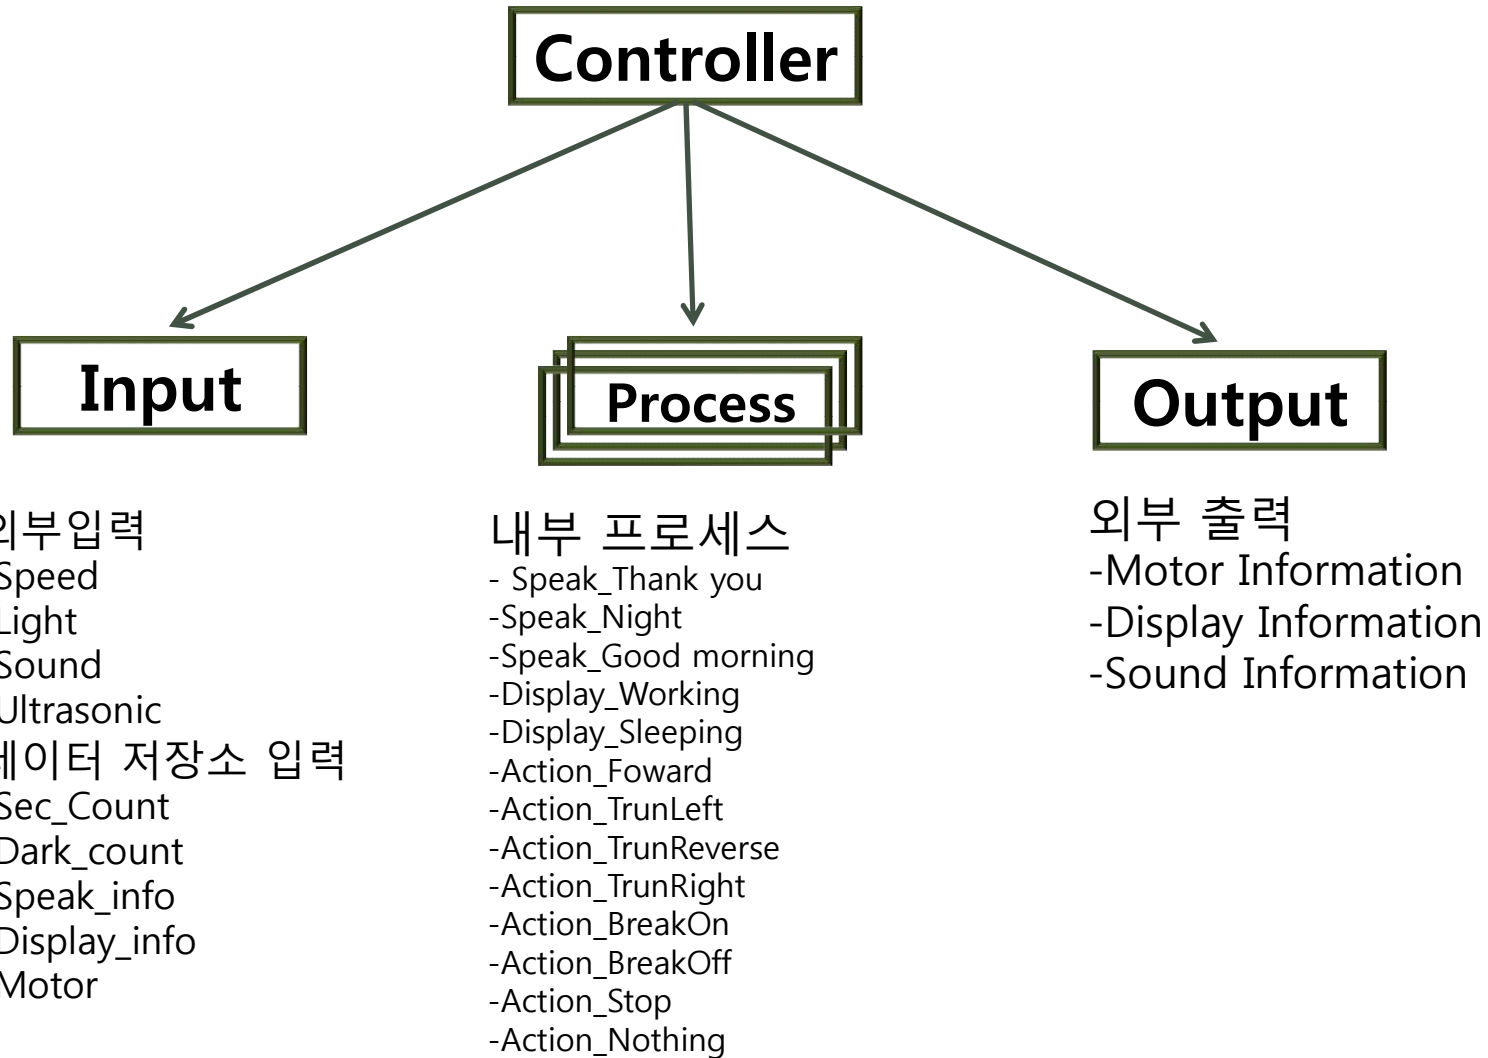 Controller
Input
Process
Output
외부입력
Speed
Light
Sound
Ultrasonic
데이터 저장소 입력
Sec_Count
Dark_count
Speak_info
Display_info
Motor
내부 프로세스
- Speak_Thank you
-Speak_Night
-Speak_Good morning
-Display_Working
-Display_Sleeping
-Action_Foward
-Action_TrunLeft
-Action_TrunReverse
-Action_TrunRight
-Action_BreakOn
-Action_BreakOff
-Action_Stop
-Action_Nothing
외부 출력
-Motor Information
-Display Information
-Sound Information